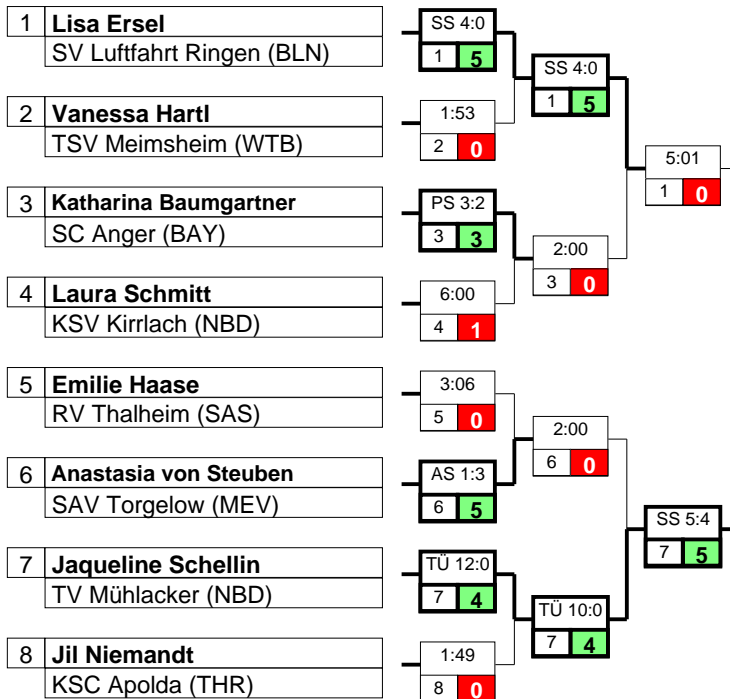 1 Lisa Ersel
SV Luftfahrt Ringen (BLN)
SS 4:0
1 5
SS 4:0
1 5
2 Vanessa Hartl
TSV Meimsheim (WTB)
1:53
2 0
5:01
1 0
3 Katharina Baumgartner
SC Anger (BAY)
PS 3:2
3 3
2:00
3 0
4 Laura Schmitt
KSV Kirrlach (NBD)
6:00
4 1
5 Emilie Haase
RV Thalheim (SAS)
3:06
5 0
2:00
6 0
6 Anastasia von Steuben
SAV Torgelow (MEV)
AS 1:3
6 5
SS 5:4
7 5
7 Jaqueline Schellin
TV Mühlacker (NBD)
TÜ 12:0
7 4
TÜ 10:0
7 4
8 Jil Niemandt
KSC Apolda (THR)
1:49
8 0